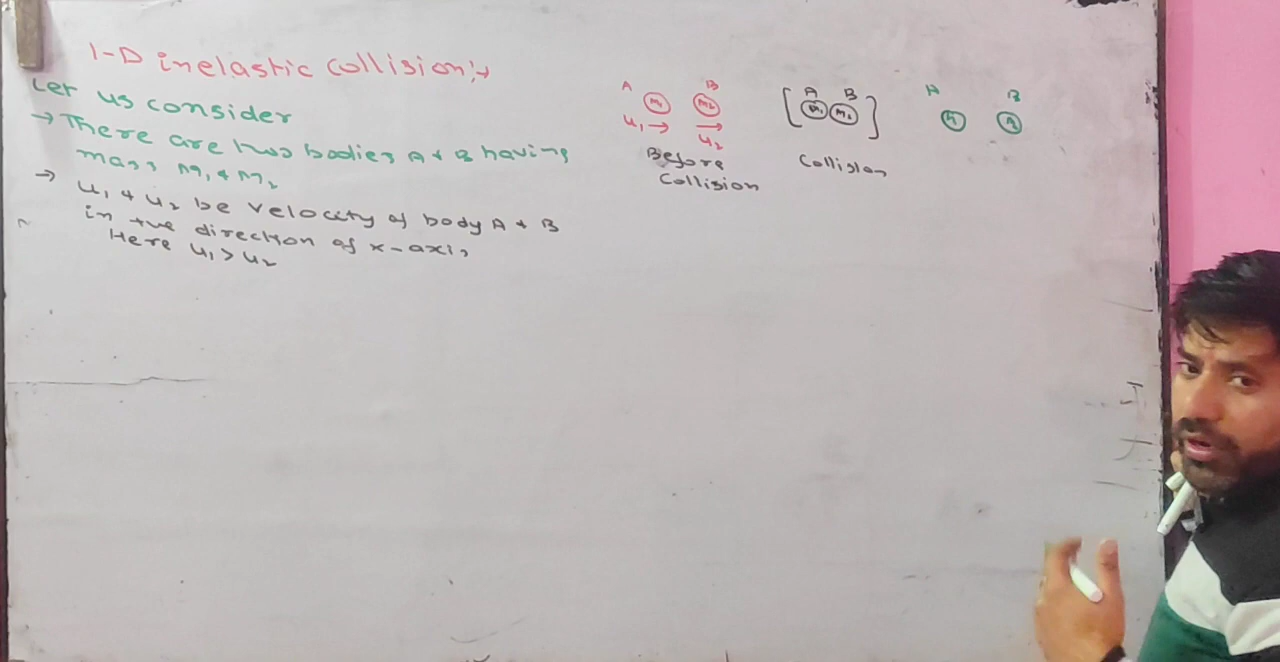 1-D inelastic collision:→
Let us consider
→ There are two bodies A & B having
mass m₁ & m₂
→ u₁ & u₂ be velocity of body A & B
in the direction of x-axis
Here u₁ > u₂
A B
m₁ m₂
u₁ → → u₂
Before
Collision
[ A B ]
m₁ m₂
Collision
A B